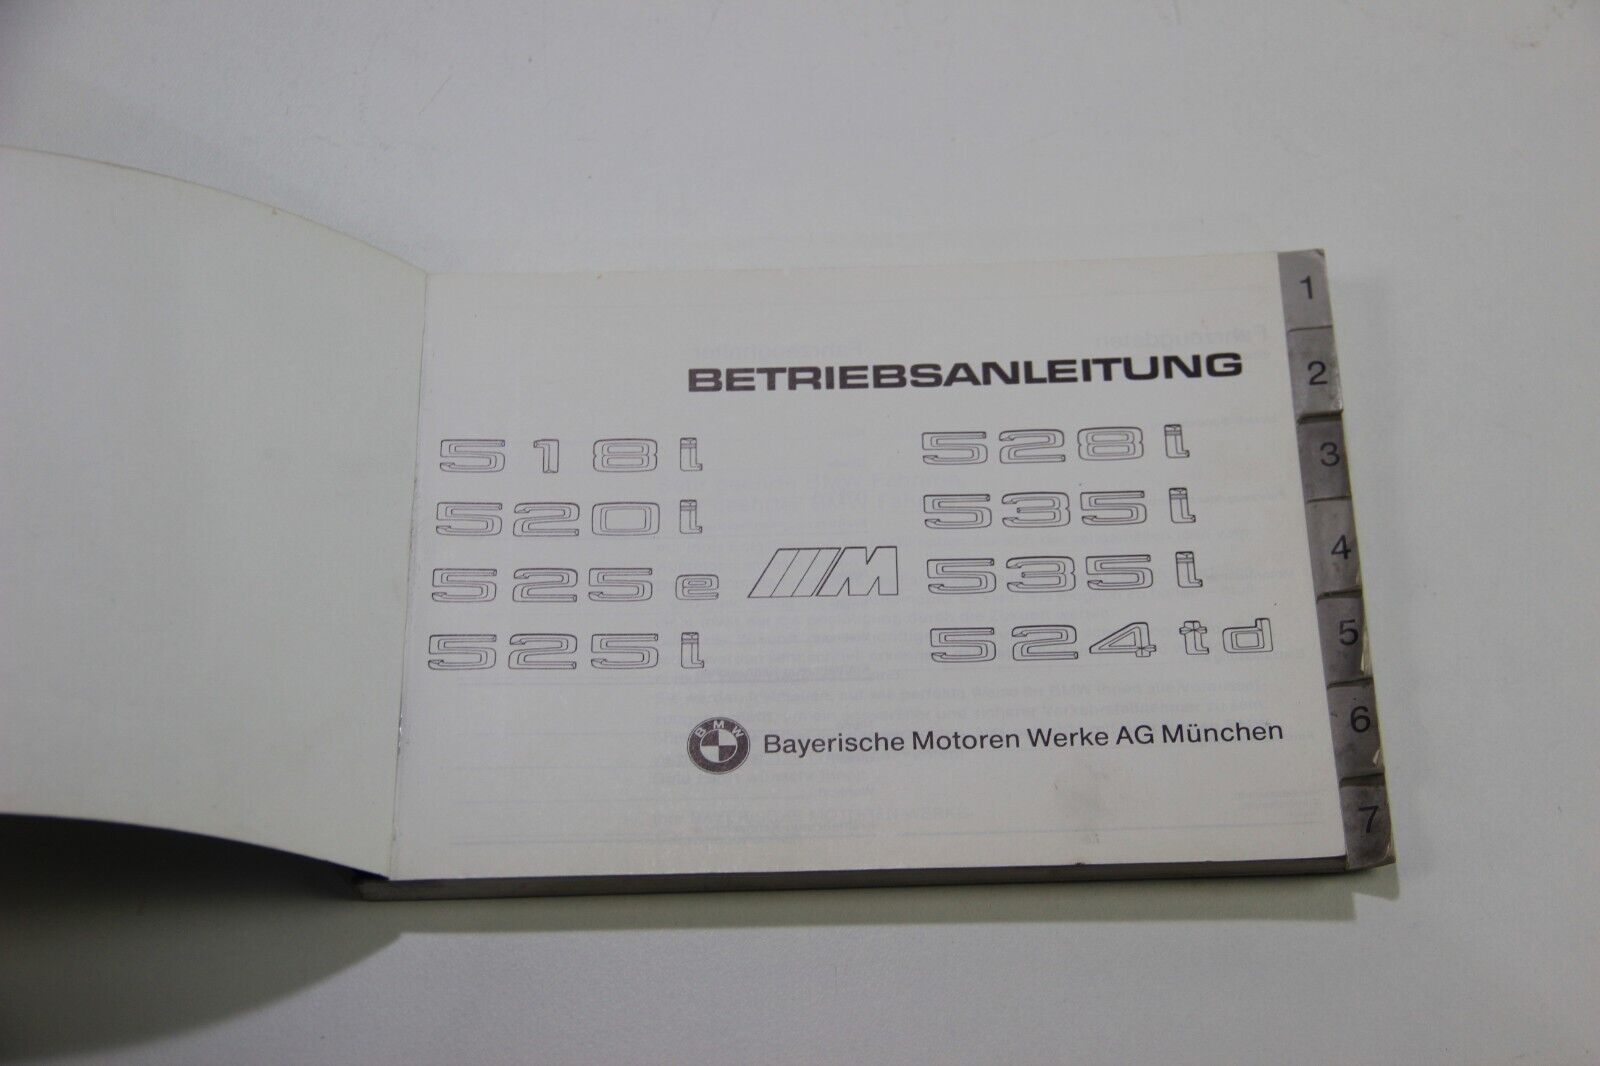 BETRIEBSANLEITUNG
518i
520i
525e
525i
528i
535i
M 535i
524td
BMW Bayerische Motoren Werke AG München
1
2
3
4
5
6
7